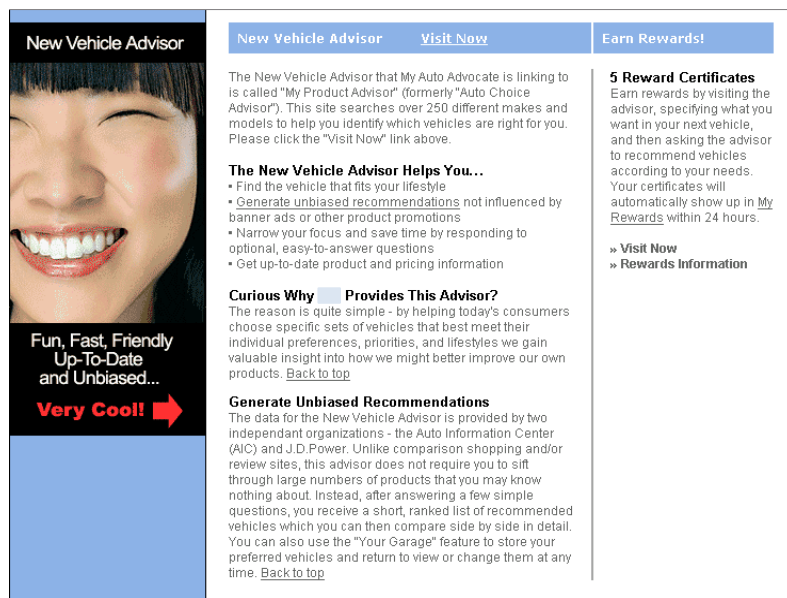 New Vehicle Advisor
Fun, Fast, Friendly
Up-To-Date
and Unbiased...
Very Cool!
New Vehicle Advisor Visit Now
The New Vehicle Advisor that My Auto Advocate is linking to
is called "My Product Advisor" (formerly "Auto Choice
Advisor"). This site searches over 250 different makes and
models to help you identify which vehicles are right for you.
Please click the "Visit Now" link above.
The New Vehicle Advisor Helps You...
▪ Find the vehicle that fits your lifestyle
▪ Generate unbiased recommendations not influenced by
banner ads or other product promotions
▪ Narrow your focus and save time by responding to
optional, easy-to-answer questions
▪ Get up-to-date product and pricing information
Curious Why Provides This Advisor?
The reason is quite simple - by helping today's consumers
choose specific sets of vehicles that best meet their
individual preferences, priorities, and lifestyles we gain
valuable insight into how we might better improve our own
products. Back to top
Generate Unbiased Recommendations
The data for the New Vehicle Advisor is provided by two
independant organizations - the Auto Information Center
(AIC) and J.D.Power. Unlike comparison shopping and/or
review sites, this advisor does not require you to sift
through large numbers of products that you may know
nothing about. Instead, after answering a few simple
questions, you receive a short, ranked list of recommended
vehicles which you can then compare side by side in detail.
You can also use the "Your Garage" feature to store your
preferred vehicles and return to view or change them at any
time. Back to top
Earn Rewards!
5 Reward Certificates
Earn rewards by visiting the
advisor, specifying what you
want in your next vehicle,
and then asking the advisor
to recommend vehicles
according to your needs.
Your certificates will
automatically show up in My
Rewards within 24 hours.
» Visit Now
» Rewards Information